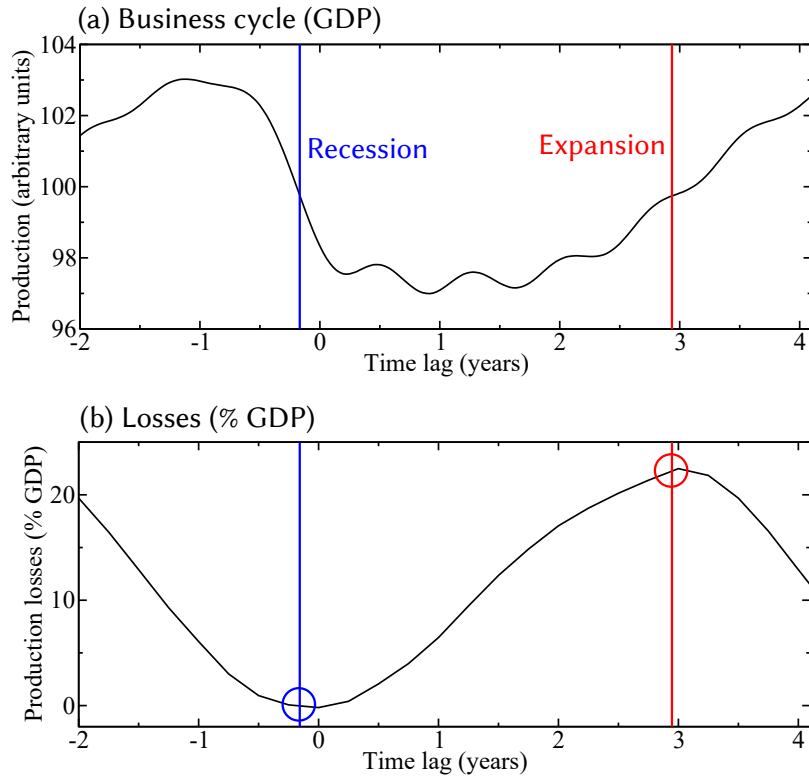 (a) Business cycle (GDP)
Production (arbitrary units)
104
102
100
98
96
Recession
Expansion
-2 -1 0 1 2 3 4
Time lag (years)
(b) Losses (% GDP)
Production losses (% GDP)
20
10
0
-2 -1 0 1 2 3 4
Time lag (years)